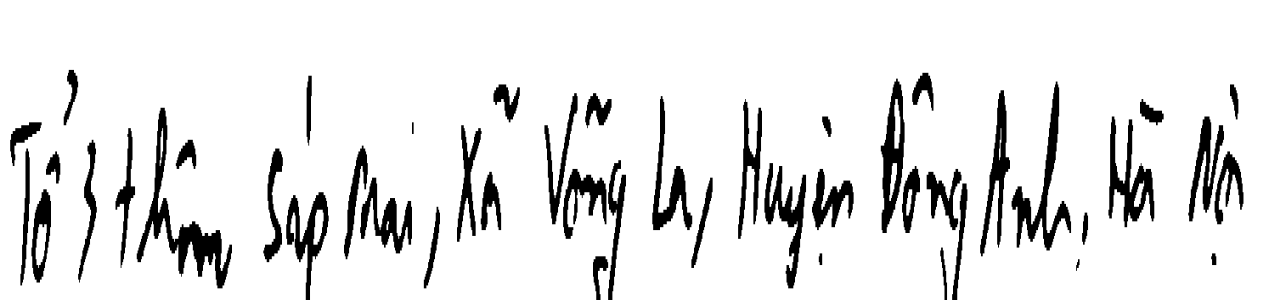 Tổ 3 thôn Sáp Mai, Xã Võng La, Huyện Đông Anh, Hà Nội